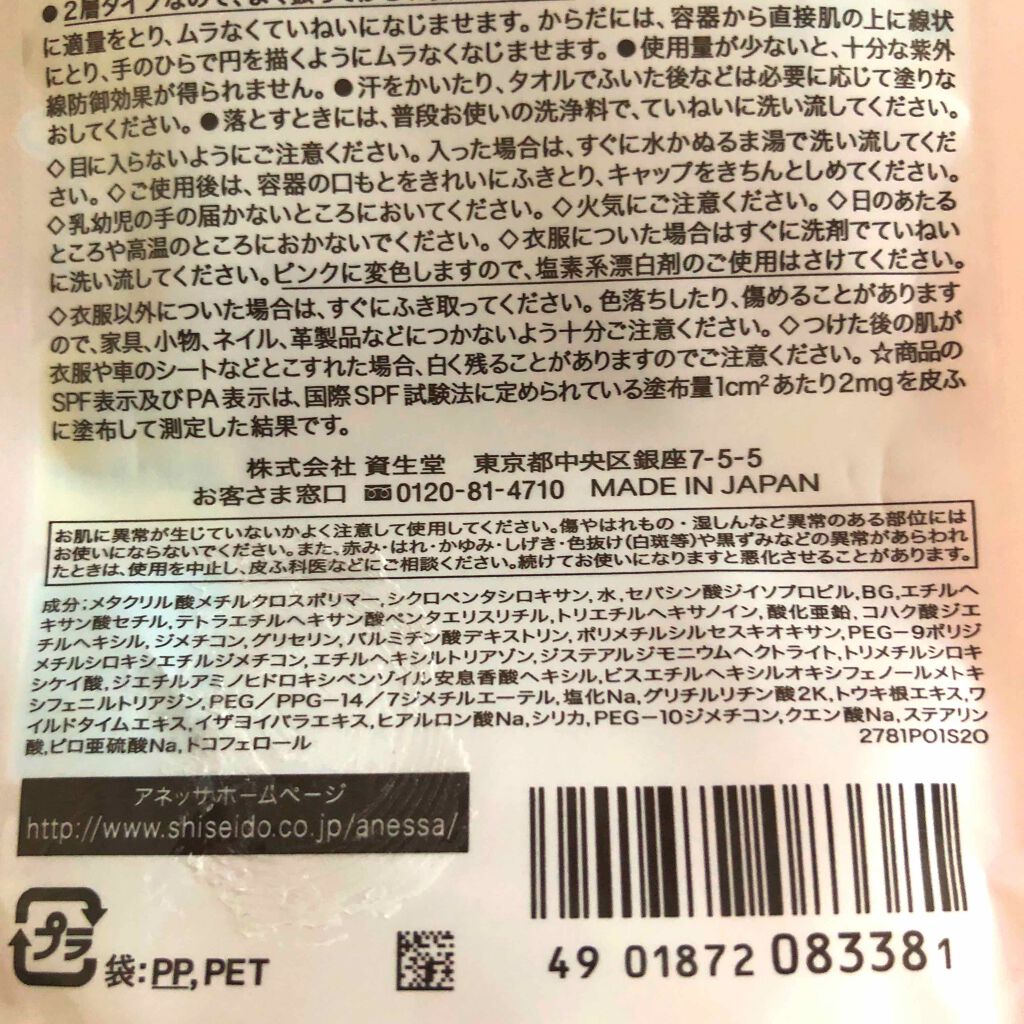 ●2層タイプなので、よく振って
に適量をとり、ムラなくていねいになじませます。からだには、容器から直接肌の上に線状
にとり、手のひらで円を描くようにムラなくなじませます。●使用量が少ないと、十分な紫外
線防御効果が得られません。●汗をかいたり、タオルでふいた後などは必要に応じて塗りな
おしてください。●落とすときには、普段お使いの洗浄料で、ていねいに洗い流してください。
◇目に入らないようにご注意ください。入った場合は、すぐに水かぬるま湯で洗い流してくだ
さい。◇ご使用後は、容器の口もとをきれいにふきとり、キャップをきちんとしめてください。
◇乳幼児の手の届かないところにおいてください。◇火気にご注意ください。◇日のあたる
ところや高温のところにおかないでください。◇衣服についた場合はすぐに洗剤でていねい
に洗い流してください。ピンクに変色しますので、塩素系漂白剤のご使用はさけてください。
◇衣服以外についた場合は、すぐにふき取ってください。色落ちしたり、傷めることがあります
ので、家具、小物、ネイル、革製品などにつかないよう十分ご注意ください。◇つけた後の肌が
衣服や車のシートなどとこすれた場合、白く残ることがありますのでご注意ください。☆商品の
SPF表示及びPA表示は、国際SPF試験法に定められている塗布量1cm²あたり2mgを皮ふ
に塗布して測定した結果です。
株式会社 資生堂 東京都中央区銀座7-5-5
お客さま窓口 0120-81-4710 MADE IN JAPAN
お肌に異常が生じていないかよく注意して使用してください。傷やはれもの・湿しんなど異常のある部位には
お使いにならないでください。また、赤み・はれ・かゆみ・しげき・色抜け(白斑等)や黒ずみなどの異常があらわれ
たときは、使用を中止し、皮ふ科医などにご相談ください。続けてお使いになりますと悪化させることがあります。
成分:メタクリル酸メチルクロスポリマー,シクロペンタシロキサン,水,セバシン酸ジイソプロピル,BG,エチルヘ
キサン酸セチル,テトラエチルヘキサン酸ペンタエリスリチル,トリエチルヘキサノイン,酸化亜鉛,コハク酸ジエ
チルヘキシル,ジメチコン,グリセリン,パルミチン酸デキストリン,ポリメチルシルセスキオキサン,PEG-9ポリジ
メチルシロキシエチルジメチコン,エチルヘキシルトリアゾン,ジステアルジモニウムヘクトライト,トリメチルシロキ
シケイ酸,ジエチルアミノヒドロキシベンゾイル安息香酸ヘキシル,ビスエチルヘキシルオキシフェノールメトキ
シフェニルトリアジン,PEG/PPG-14/7ジメチルエーテル,塩化Na,グリチルリチン酸2K,トウキ根エキス,ワ
イルドタイムエキス,イザヨイバラエキス,ヒアルロン酸Na,シリカ,PEG-10ジメチコン,クエン酸Na,ステアリン
酸,ピロ亜硫酸Na,トコフェロール 2781P01S20
アネッサホームページ
http://www.shiseido.co.jp/anessa/
プラ
袋:PP,PET
49 01872 083381